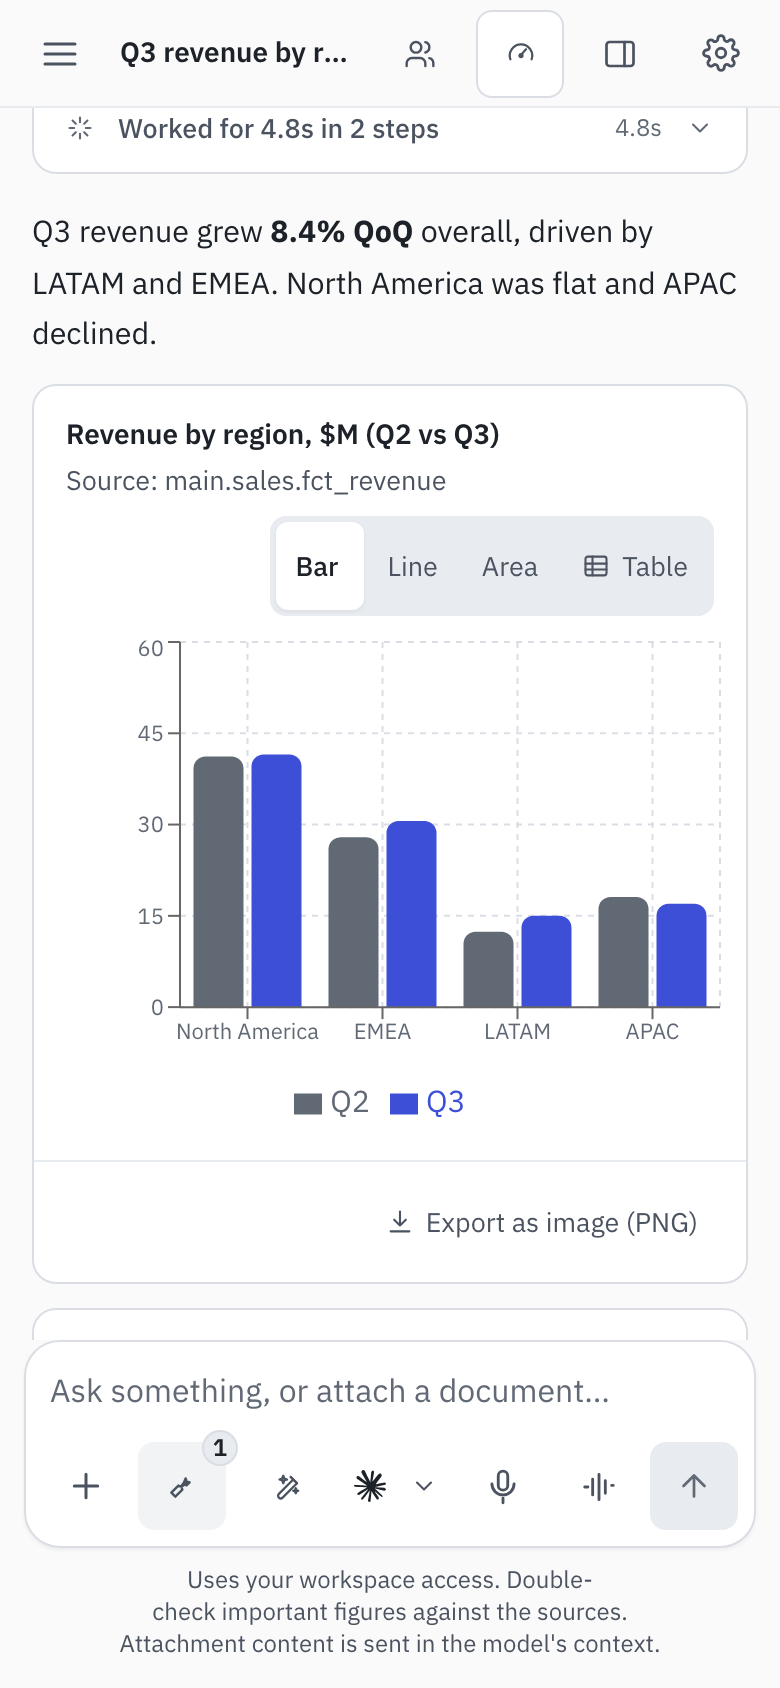 Q3 revenue by r...
Worked for 4.8s in 2 steps
4.8s
Q3 revenue grew 8.4% QoQ overall, driven by
LATAM and EMEA. North America was flat and APAC
declined.
Revenue by region, $M (Q2 vs Q3)
Source: main.sales.fct_revenue
Bar
Line
Area
Table
60
45
30
15
0
North America
EMEA
LATAM
APAC
Q2
Q3
Export as image (PNG)
Ask something, or attach a document...
1
Uses your workspace access. Double-
check important figures against the sources.
Attachment content is sent in the model's context.